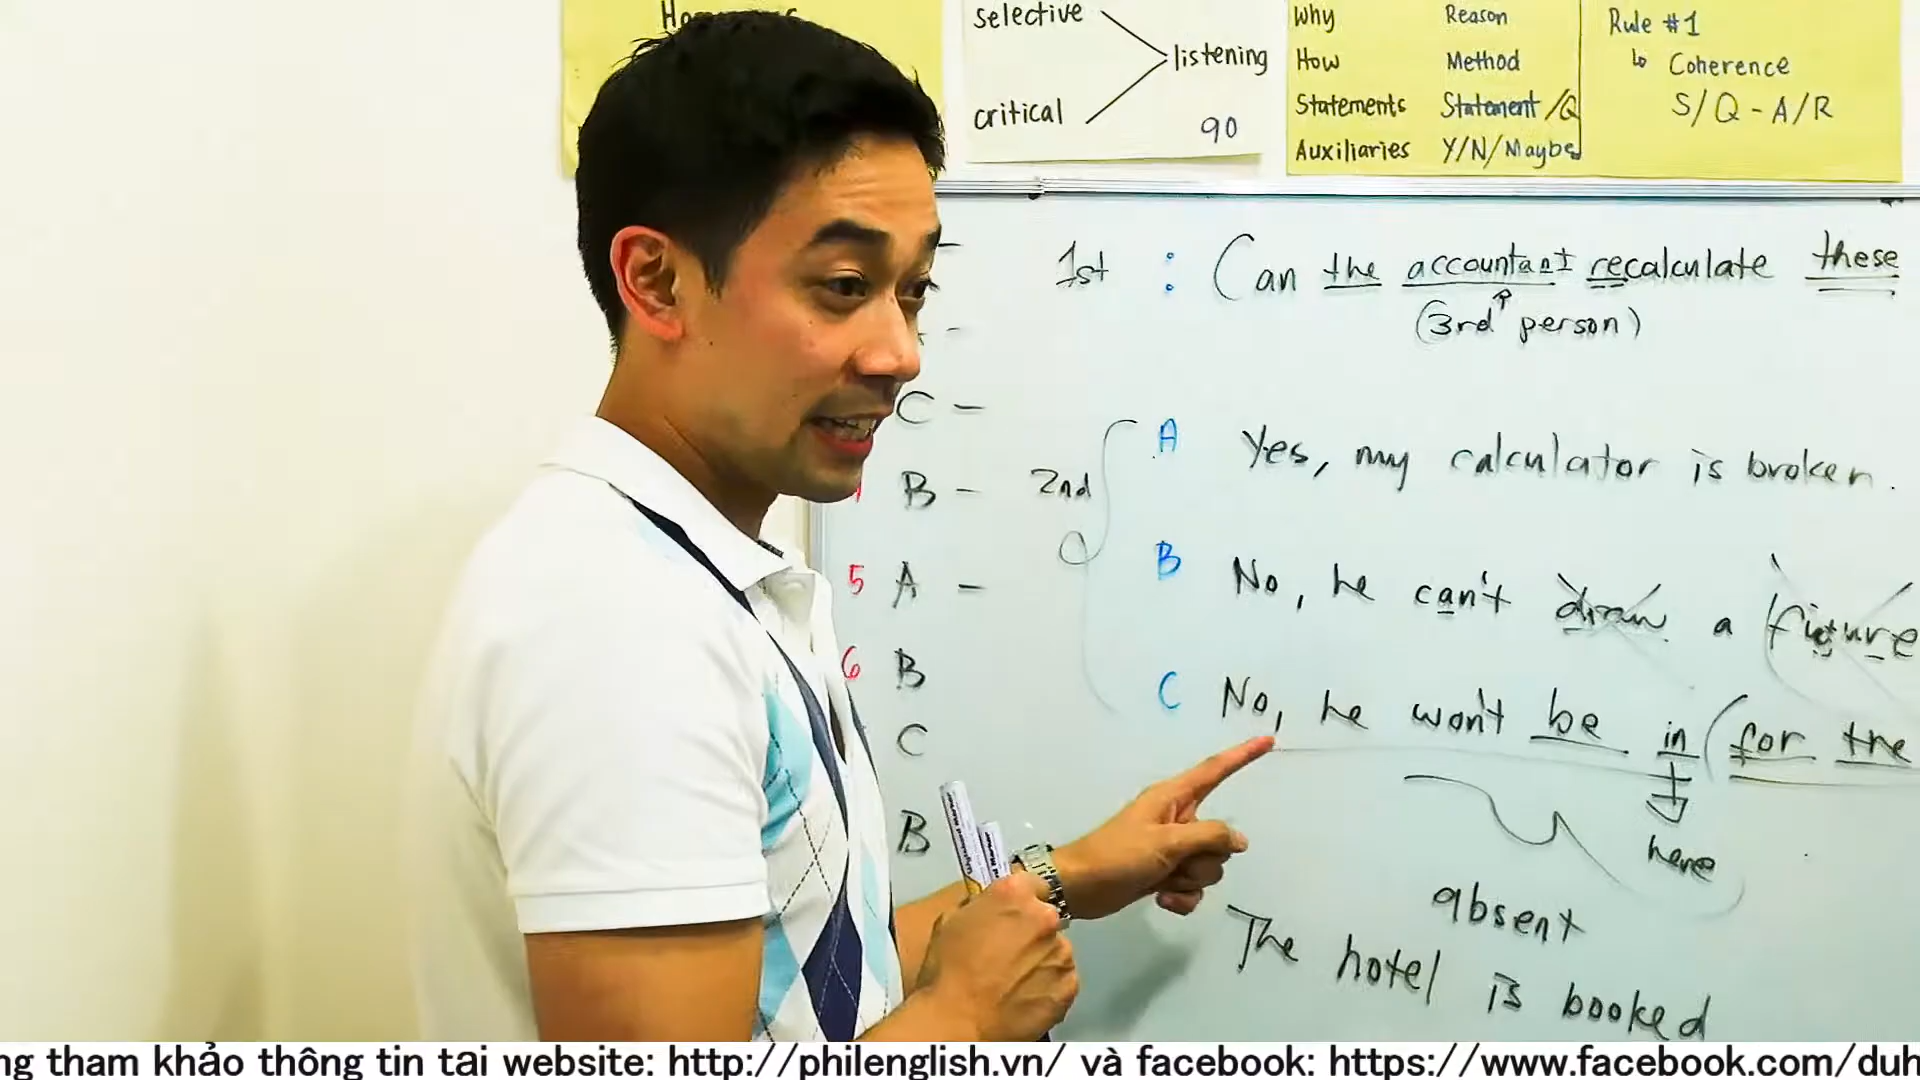 selective
critical
listening
90
Why Reason
How Method
Statements Statement/Q
Auxiliaries Y/N/Maybe
Rule #1
↳ Coherence
S/Q - A/R
1st : Can the accountant recalculate these
(3rd person)
C -
B -
5 A -
6 B
C
B
2nd
A Yes, my calculator is broken.
B No, he can't draw a figure
C No, he won't be in (for the
here
absent
The hotel is booked
ng tham khảo thông tin tại website: http://philenglish.vn/ và facebook: https://www.facebook.com/duh